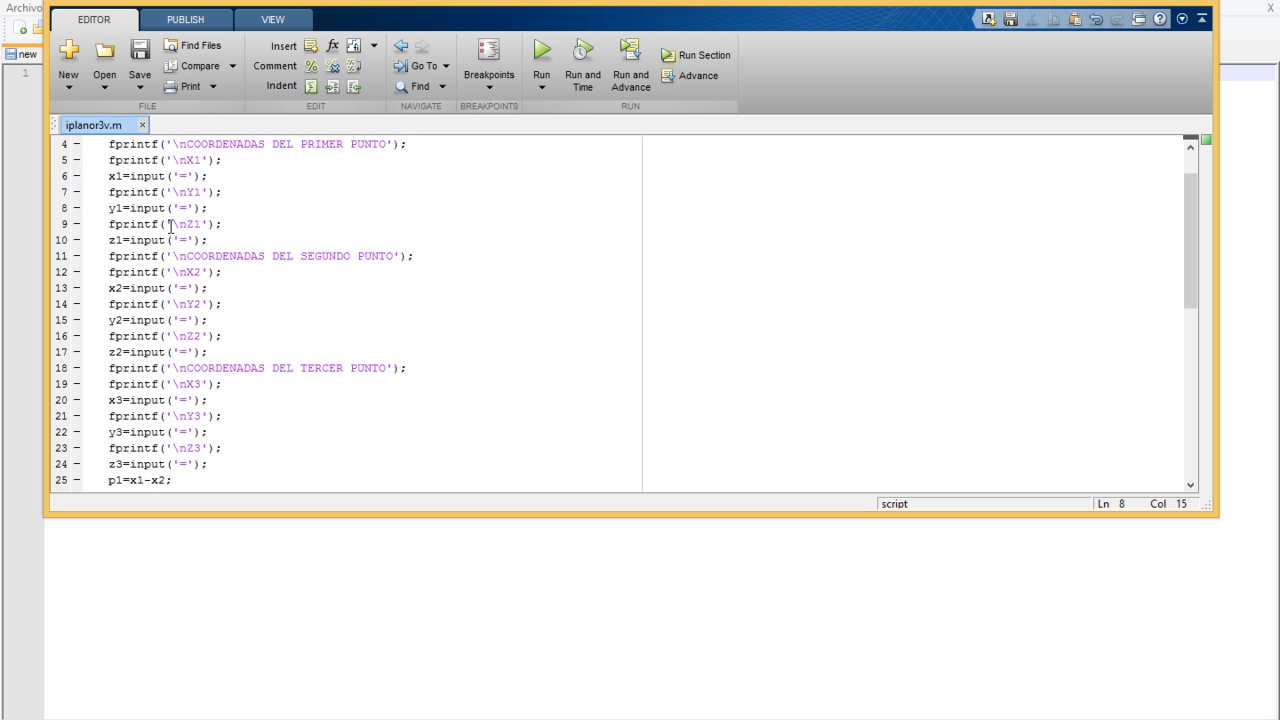 Archivo
X
EDITOR PUBLISH VIEW
new
New Open Save Find Files Compare Print
Insert fx Comment Indent
Go To Find
Breakpoints
Run Run and Time Run and Advance Run Section Advance
FILE EDIT NAVIGATE BREAKPOINTS RUN
iplanor3v.m
1
4 fprintf('\nCOORDENADAS DEL PRIMER PUNTO');
5 fprintf('\nX1');
6 x1=input('=');
7 fprintf('\nY1');
8 y1=input('=');
9 fprintf('\nZ1');
10 z1=input('=');
11 fprintf('\nCOORDENADAS DEL SEGUNDO PUNTO');
12 fprintf('\nX2');
13 x2=input('=');
14 fprintf('\nY2');
15 y2=input('=');
16 fprintf('\nZ2');
17 z2=input('=');
18 fprintf('\nCOORDENADAS DEL TERCER PUNTO');
19 fprintf('\nX3');
20 x3=input('=');
21 fprintf('\nY3');
22 y3=input('=');
23 fprintf('\nZ3');
24 z3=input('=');
25 p1=x1-x2;
script Ln 8 Col 15